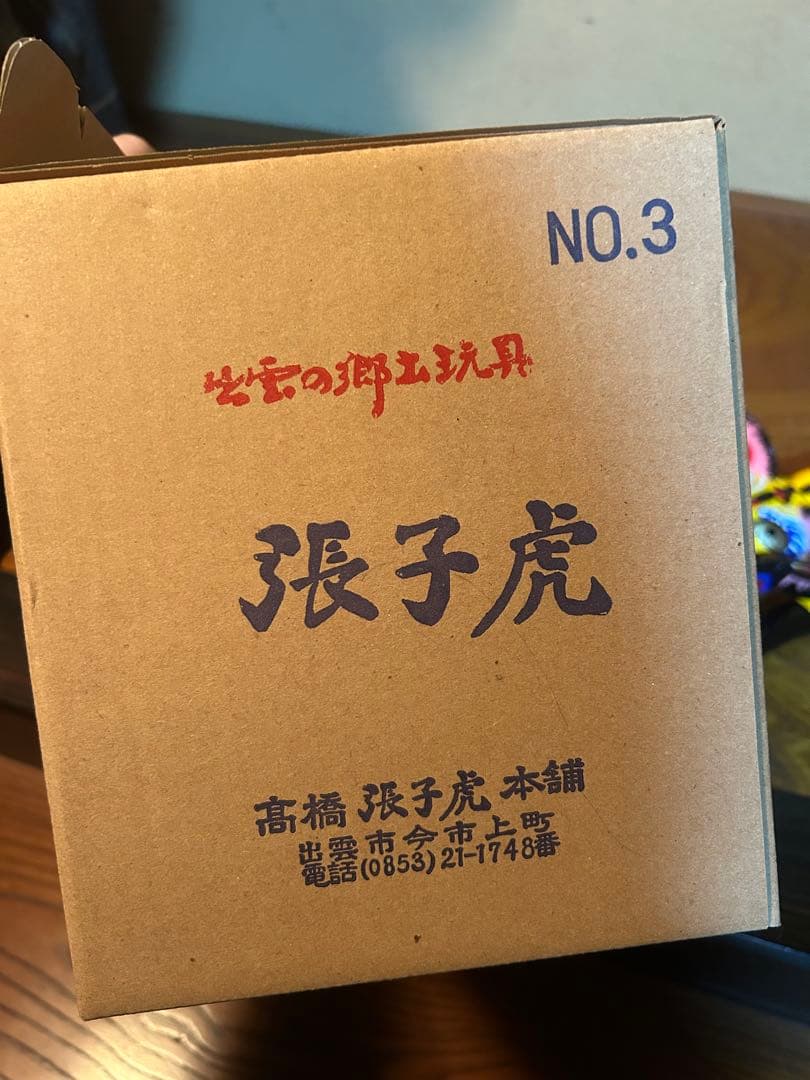 NO.3
出雲の郷土玩具
張子虎
髙橋 張子虎 本舗
出雲市今市上町
電話(0853)21-1748番